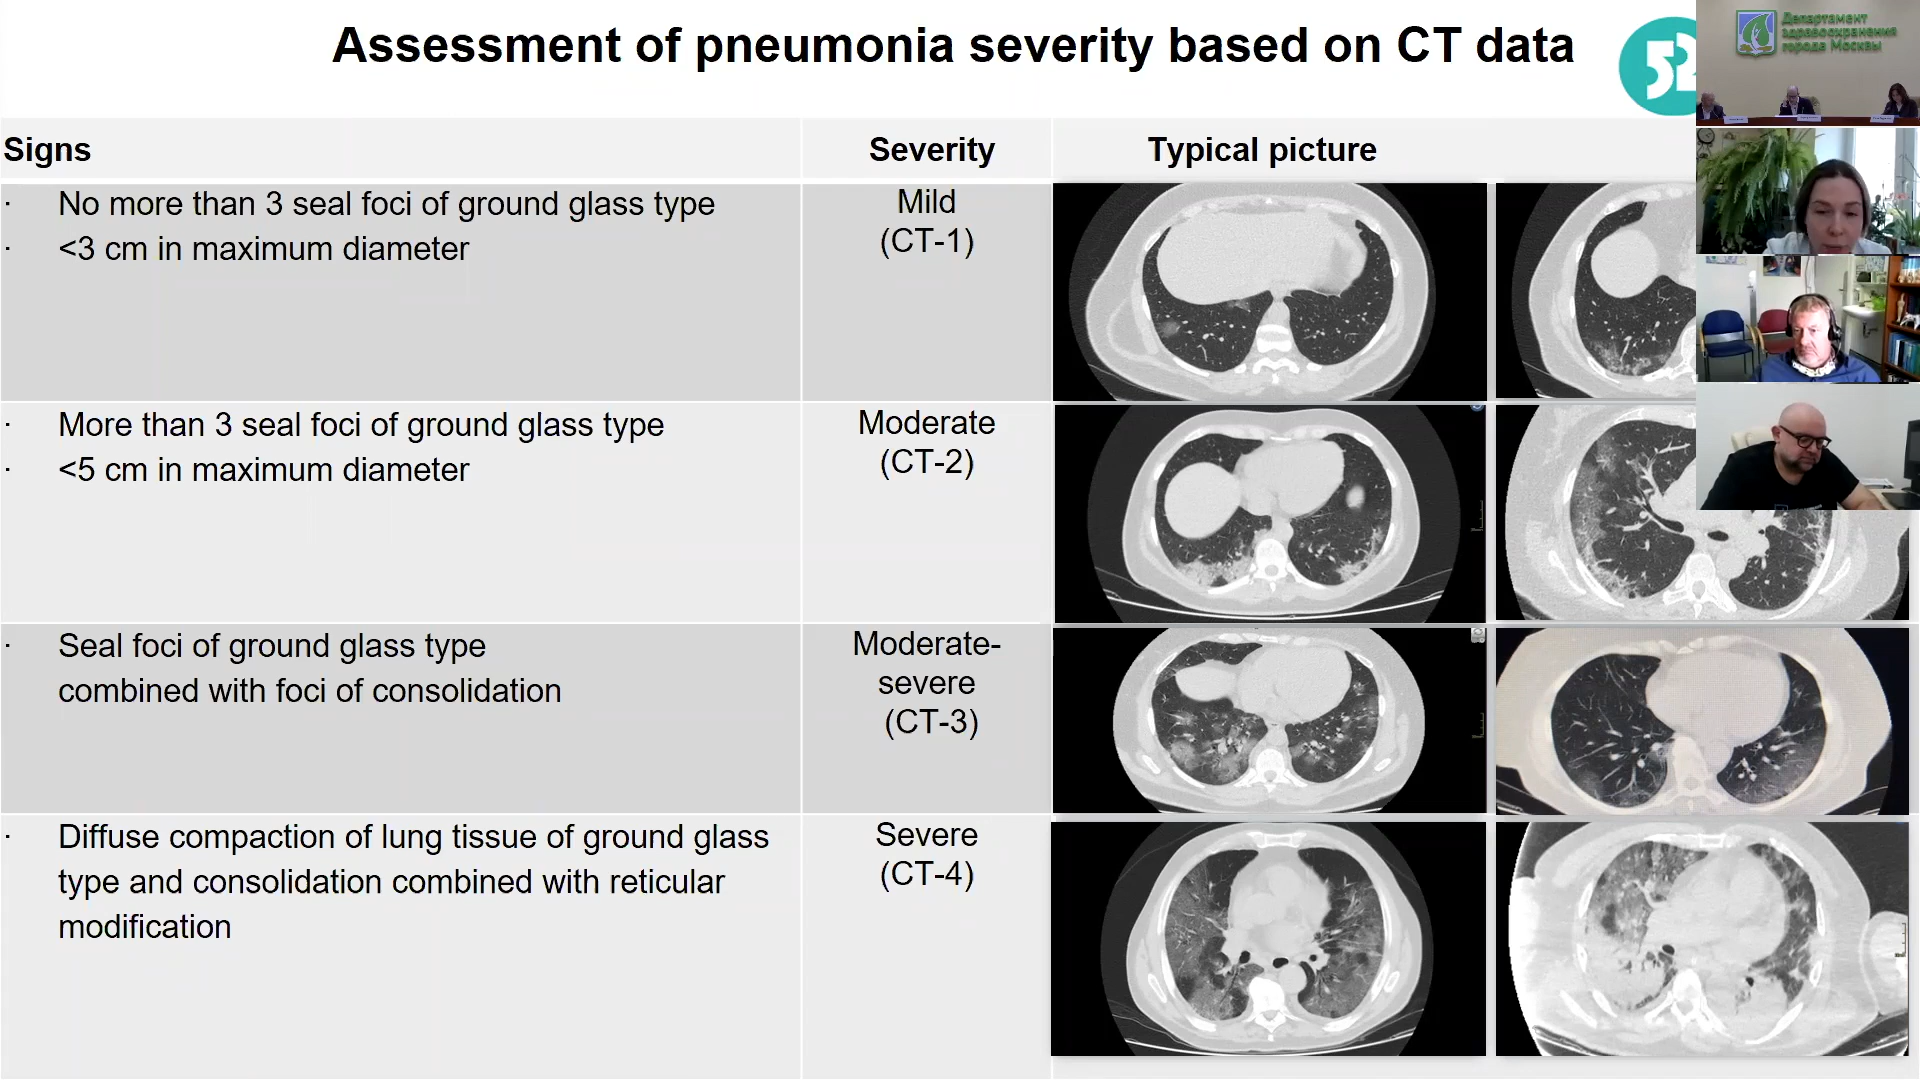 Assessment of pneumonia severity based on CT data
52
Департамент
здравоохранения
города Москвы
Signs
Severity
Typical picture
· No more than 3 seal foci of ground glass type
· <3 cm in maximum diameter
Mild
(CT-1)
· More than 3 seal foci of ground glass type
· <5 cm in maximum diameter
Moderate
(CT-2)
· Seal foci of ground glass type
combined with foci of consolidation
Moderate-
severe
(CT-3)
· Diffuse compaction of lung tissue of ground glass
type and consolidation combined with reticular
modification
Severe
(CT-4)